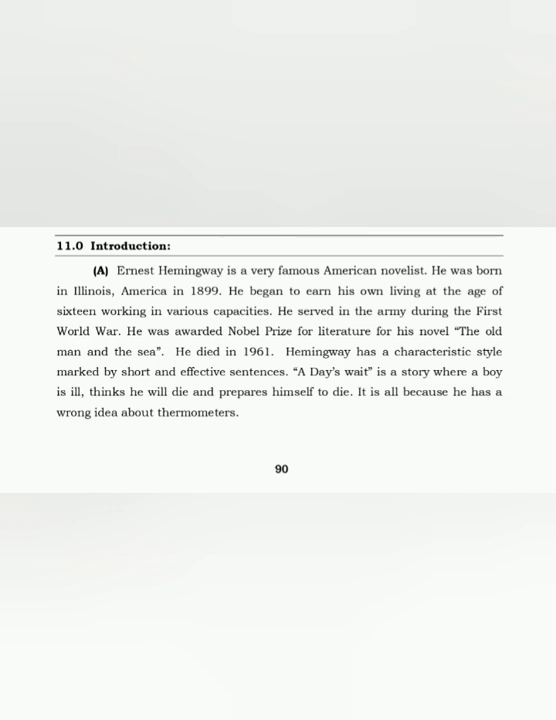 11.0 Introduction:
(A) Ernest Hemingway is a very famous American novelist. He was born
in Illinois, America in 1899. He began to earn his own living at the age of
sixteen working in various capacities. He served in the army during the First
World War. He was awarded Nobel Prize for literature for his novel “The old
man and the sea”. He died in 1961. Hemingway has a characteristic style
marked by short and effective sentences. “A Day’s wait” is a story where a boy
is ill, thinks he will die and prepares himself to die. It is all because he has a
wrong idea about thermometers.
90